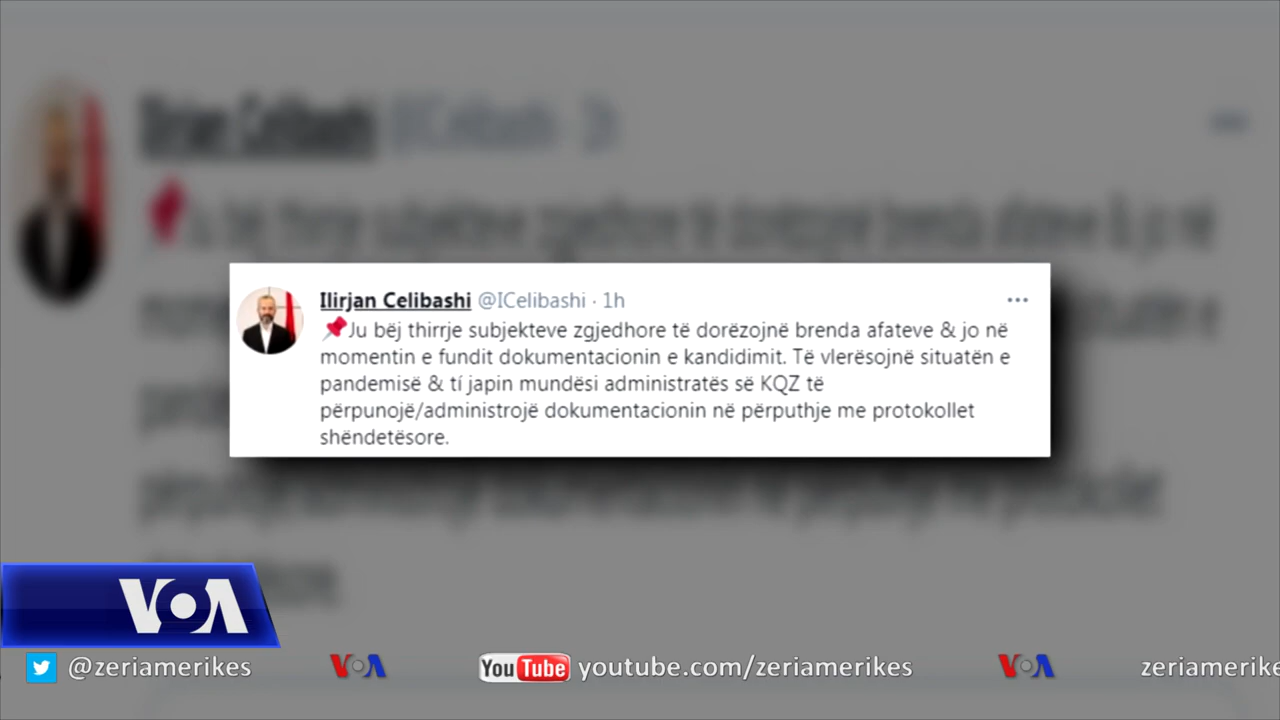 Ilirjan Celibashi @ICelibashi · 1h
📌Ju bëj thirrje subjekteve zgjedhore të dorëzojnë brenda afateve & jo në
momentin e fundit dokumentacionin e kandidimit. Të vlerësojnë situatën e
pandemisë & tí japin mundësi administratës së KQZ të
përpunojë/administrojë dokumentacionin në përputhje me protokollet
shëndetësore.
VOA
@zeriamerikes VOA YouTube youtube.com/zeriamerikes VOA zeriamerike